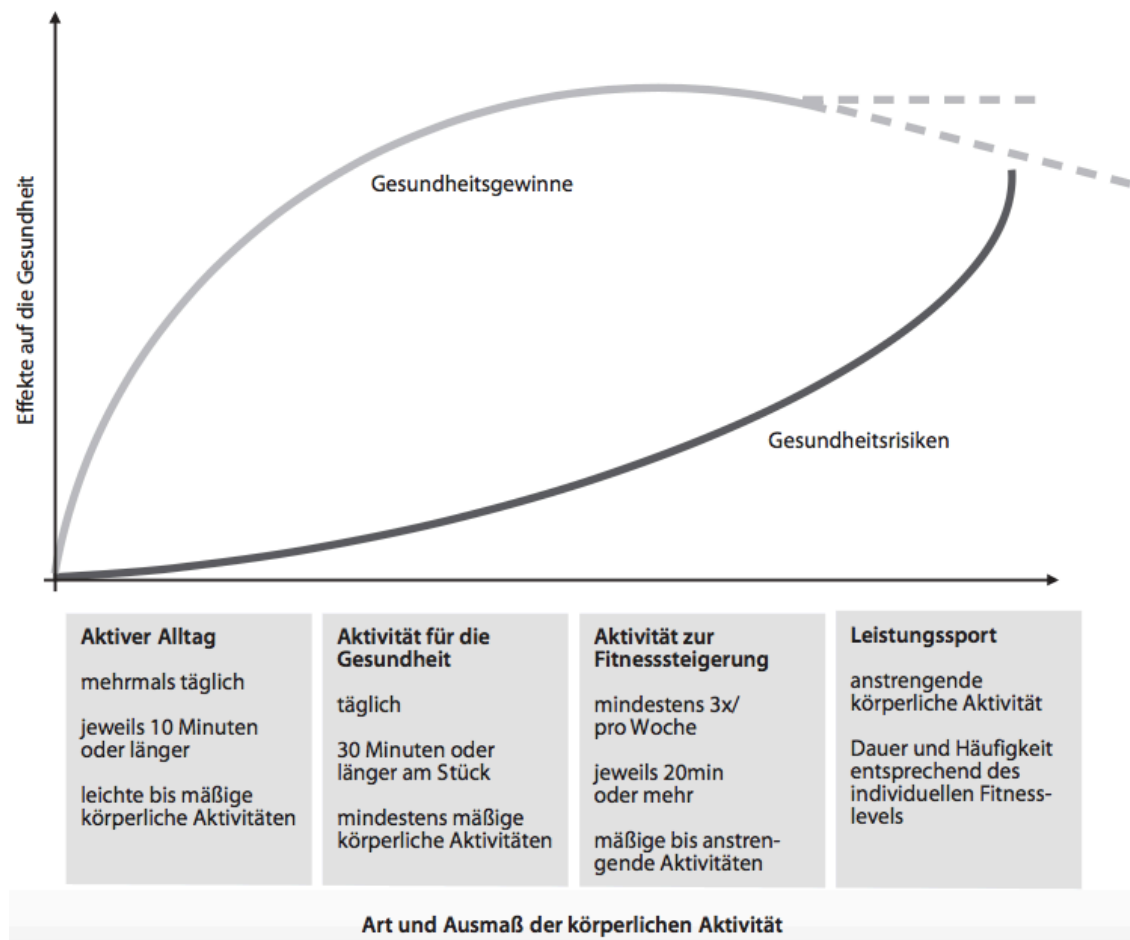 Effekte auf die Gesundheit
Gesundheitsgewinne
Gesundheitsrisiken
Aktiver Alltag
mehrmals täglich
jeweils 10 Minuten
oder länger
leichte bis mäßige
körperliche Aktivitäten
Aktivität für die
Gesundheit
täglich
30 Minuten oder
länger am Stück
mindestens mäßige
körperliche Aktivitäten
Aktivität zur
Fitnesssteigerung
mindestens 3x/
pro Woche
jeweils 20min
oder mehr
mäßige bis anstren-
gende Aktivitäten
Leistungssport
anstrengende
körperliche Aktivität
Dauer und Häufigkeit
entsprechend des
individuellen Fitness-
levels
Art und Ausmaß der körperlichen Aktivität